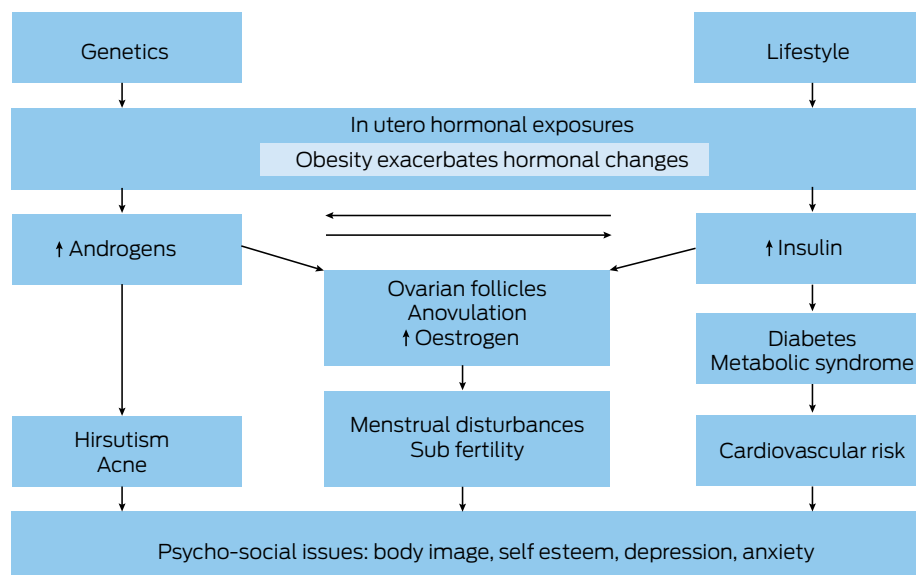 Genetics
Lifestyle
In utero hormonal exposures
Obesity exacerbates hormonal changes
↑ Androgens
↑ Insulin
Ovarian follicles
Anovulation
↑ Oestrogen
Diabetes
Metabolic syndrome
Hirsutism
Acne
Menstrual disturbances
Sub fertility
Cardiovascular risk
Psycho-social issues: body image, self esteem, depression, anxiety